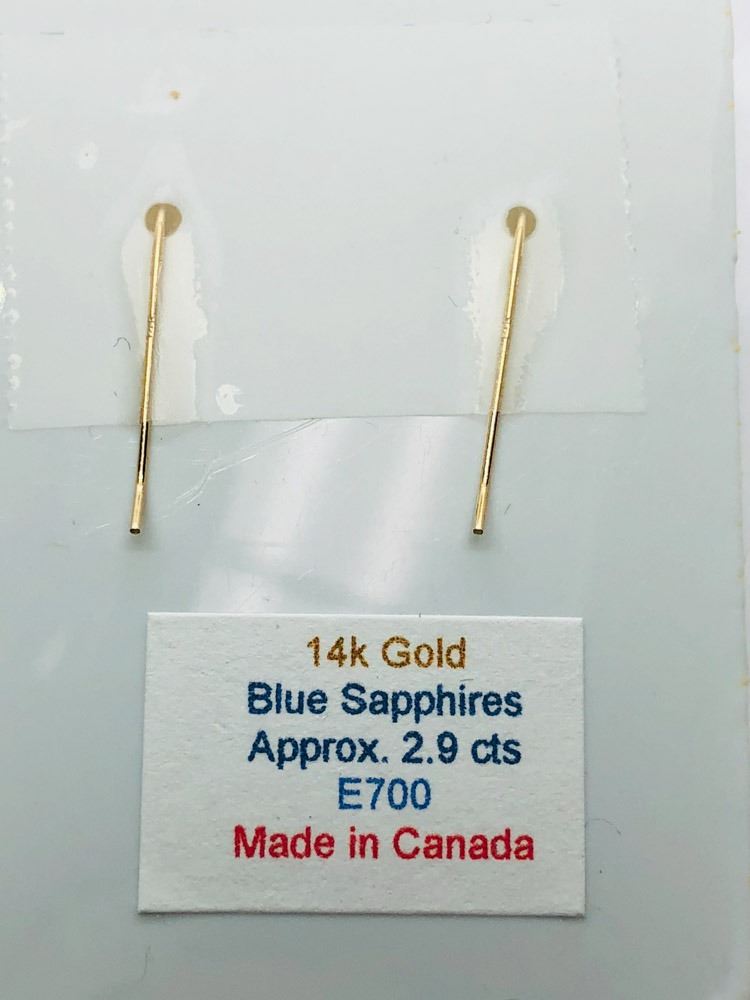 14k Gold
Blue Sapphires
Approx. 2.9 cts
E700
Made in Canada